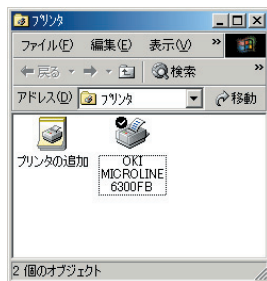 プリンタ
ファイル(F) 編集(E) 表示(V) »
戻る 検索 »
アドレス(D) プリンタ 移動
プリンタの追加
OKI
MICROLINE
6300FB
2 個のオブジェクト